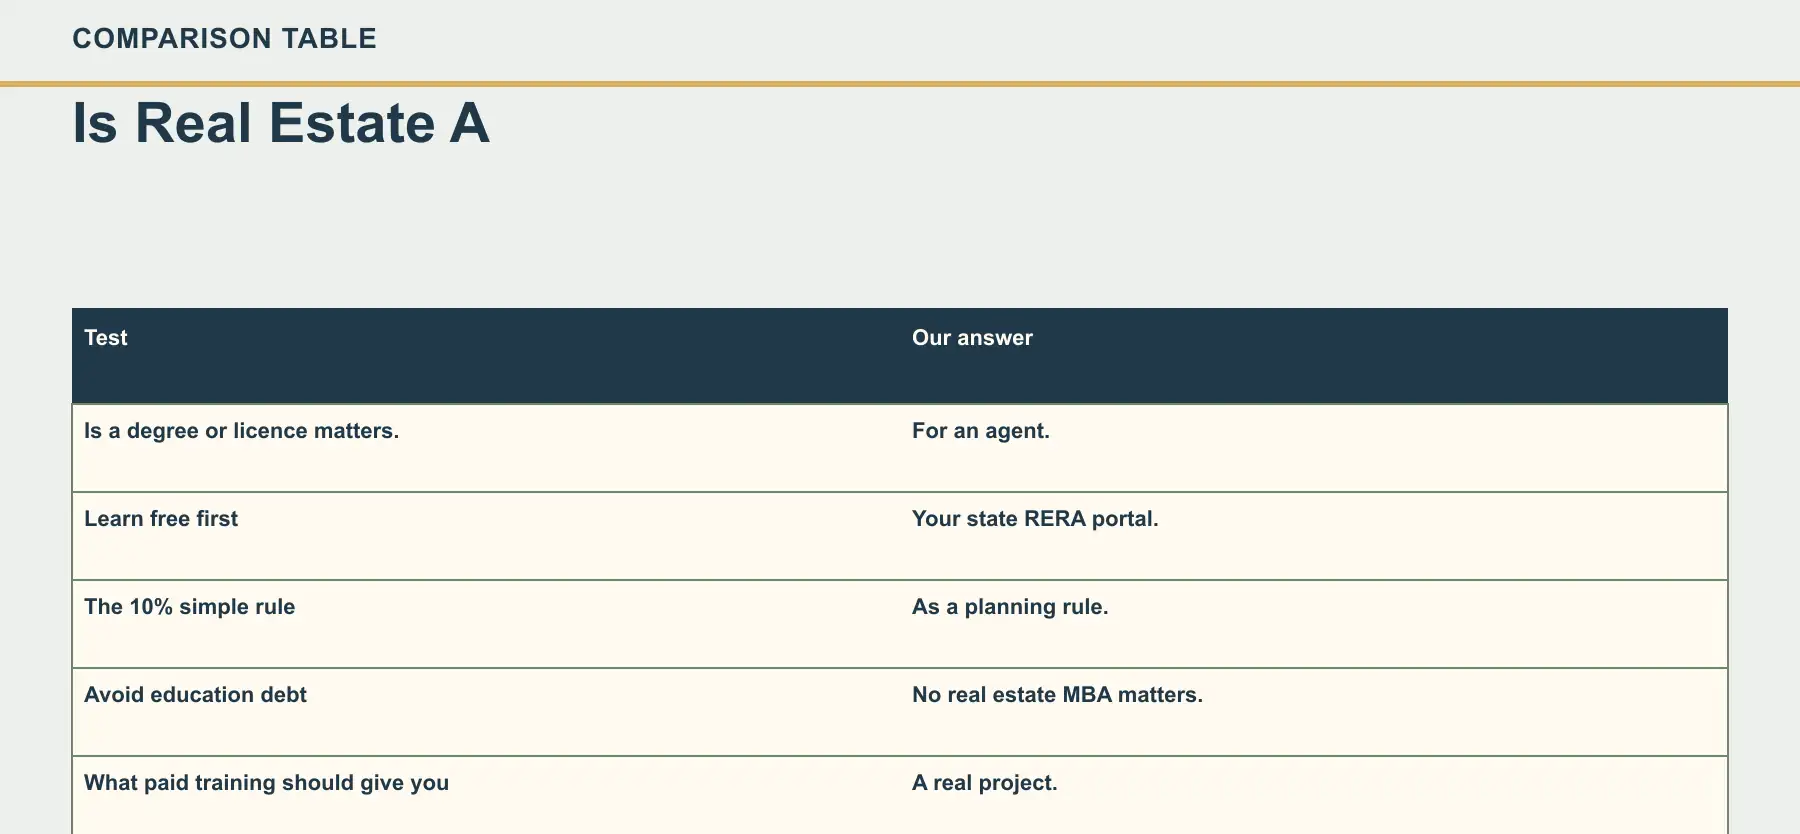 COMPARISON TABLE
Is Real Estate A
Test
Our answer
Is a degree or licence matters.
For an agent.
Learn free first
Your state RERA portal.
The 10% simple rule
As a planning rule.
Avoid education debt
No real estate MBA matters.
What paid training should give you
A real project.